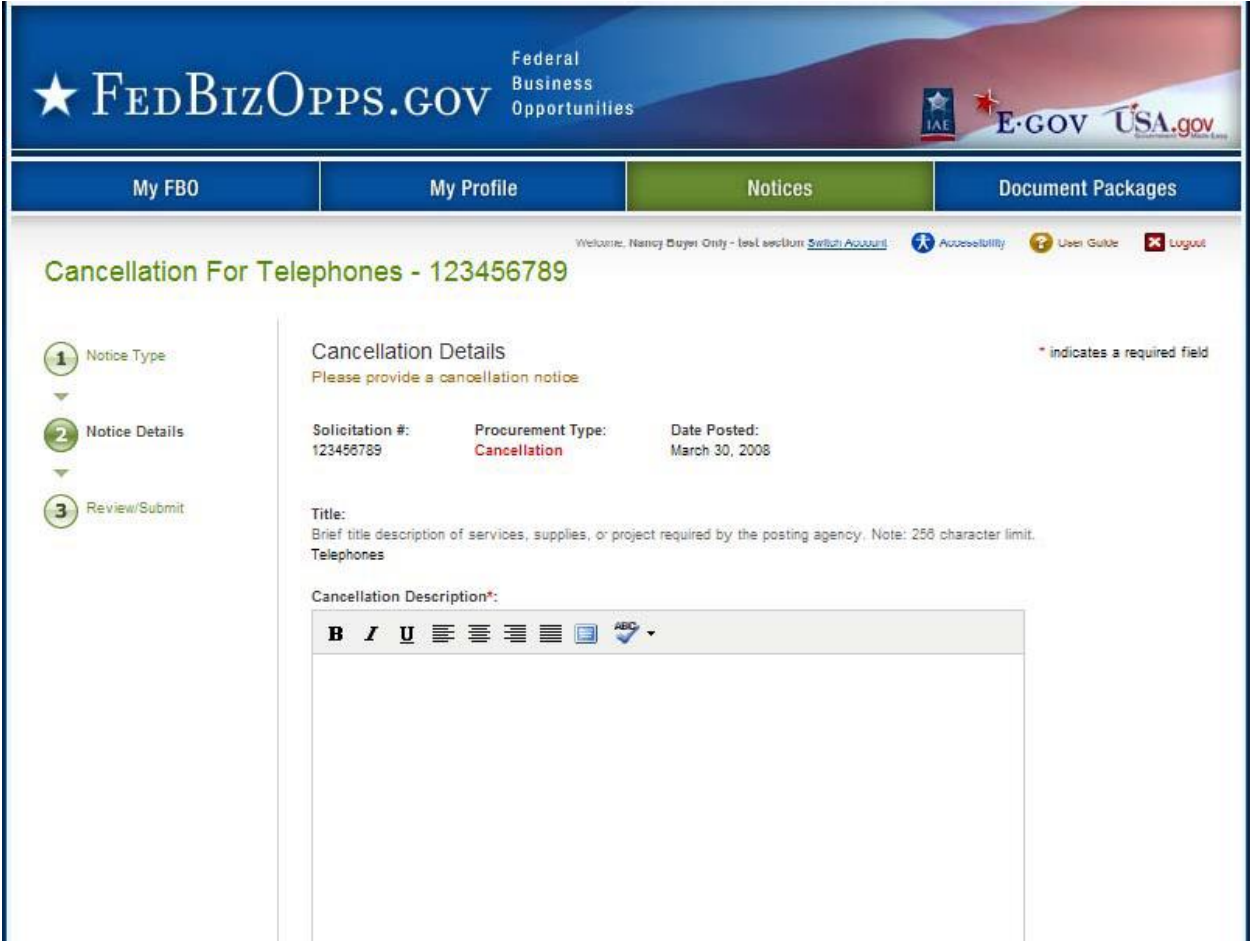 ★ FEDBIZOPPS.GOV
Federal
Business
Opportunities
IAE
E·GOV
USA.gov
My FBO
My Profile
Notices
Document Packages
Welcome, Nancy Buyer Only - test section Switch Account
Accessibility
User Guide
Logout
Cancellation For Telephones - 123456789
1 Notice Type
2 Notice Details
3 Review/Submit
Cancellation Details
* indicates a required field
Please provide a cancellation notice
Solicitation #: Procurement Type: Date Posted:
123456789 Cancellation March 30, 2008
Title:
Brief title description of services, supplies, or project required by the posting agency. Note: 256 character limit.
Telephones
Cancellation Description*:
B I U ABC